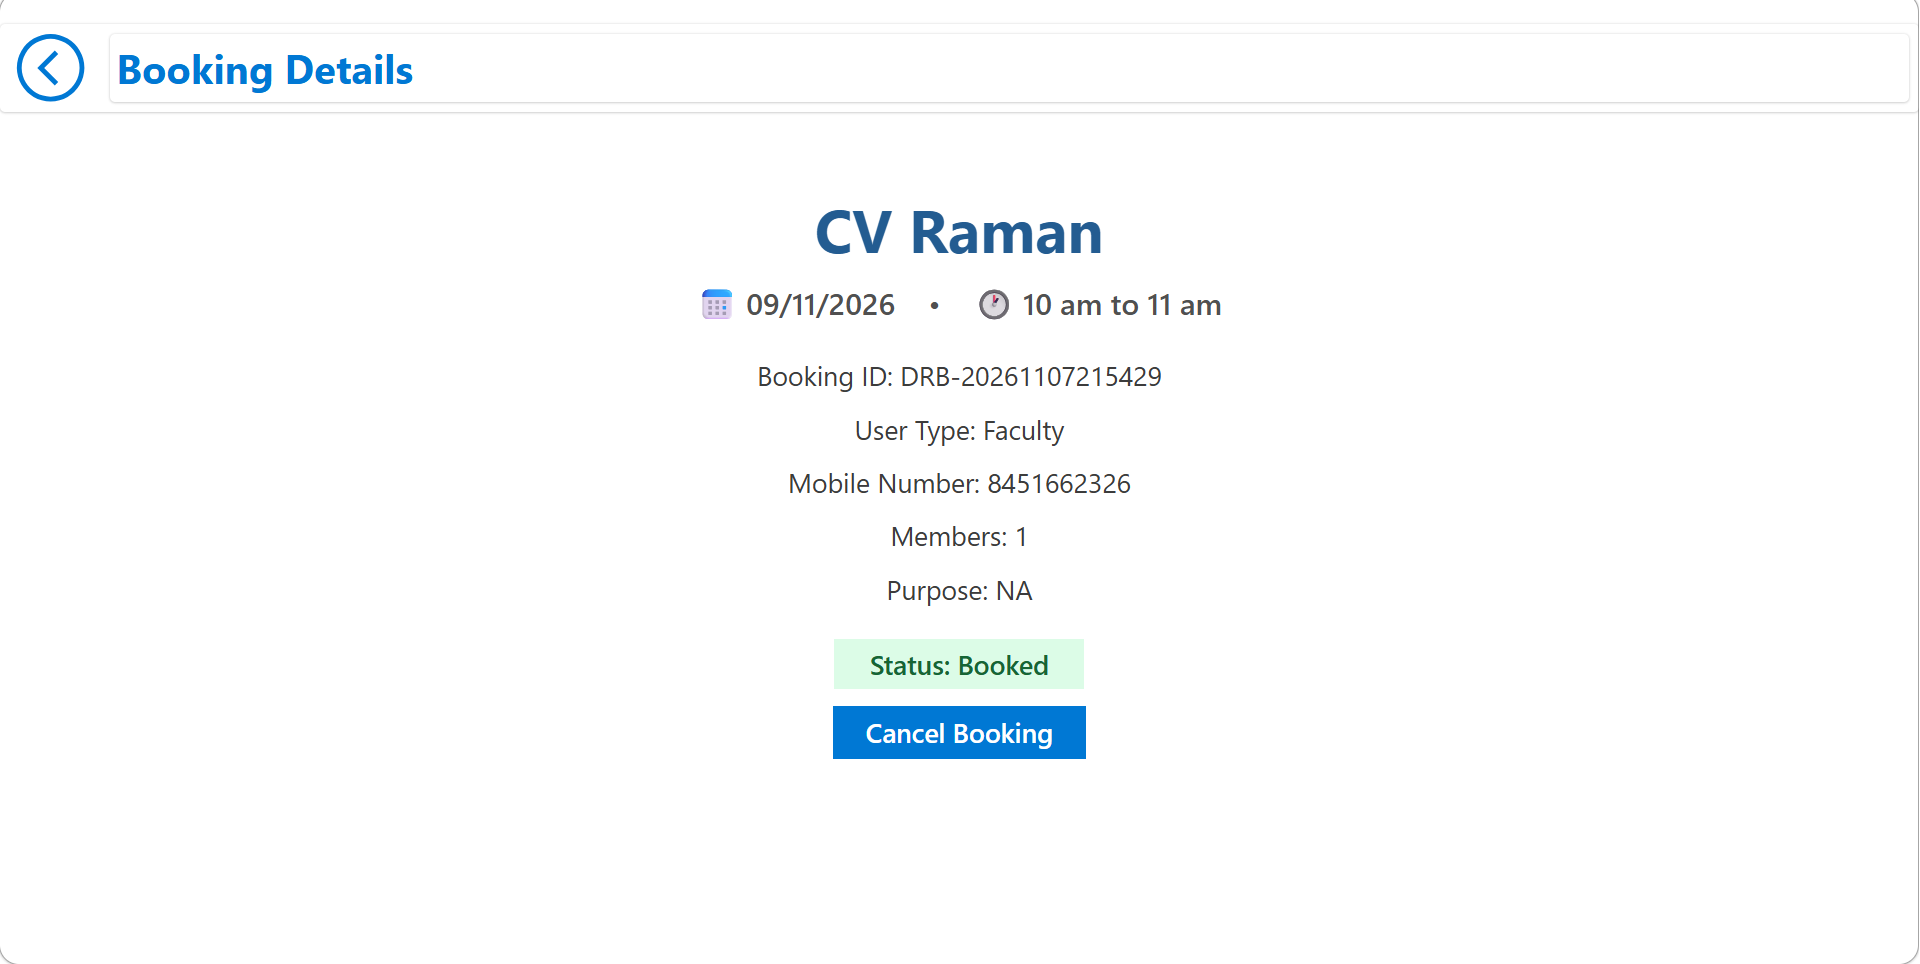 Booking Details
CV Raman
09/11/2026 • 10 am to 11 am
Booking ID: DRB-20261107215429
User Type: Faculty
Mobile Number: 8451662326
Members: 1
Purpose: NA
Status: Booked
Cancel Booking